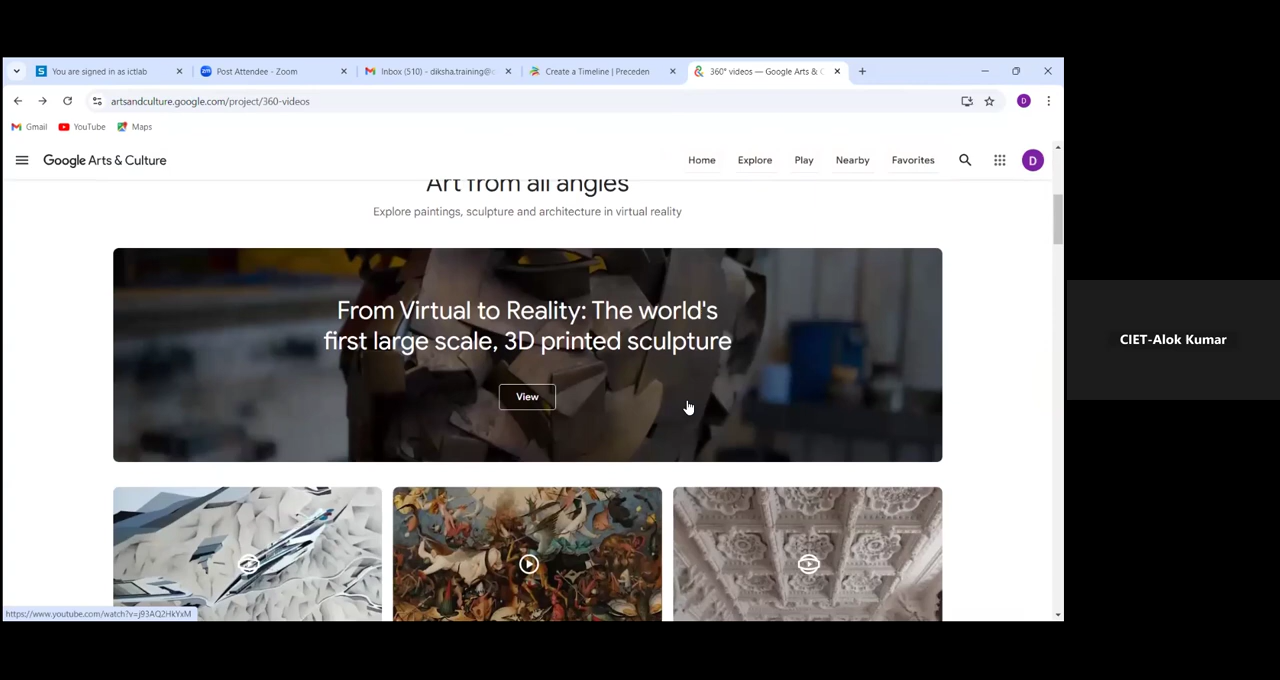 You are signed in as ictlab
Post Attendee - Zoom
Inbox (510) - diksha.training@
Create a Timeline | Preceden
360° videos — Google Arts & C
artsandculture.google.com/project/360-videos
D
Gmail
YouTube
Maps
Google Arts & Culture
Home
Explore
Play
Nearby
Favorites
D
Art from all angles
Explore paintings, sculpture and architecture in virtual reality
From Virtual to Reality: The world's
first large scale, 3D printed sculpture
View
CIET-Alok Kumar
https://www.youtube.com/watch?v=j93AQ2HkYxM